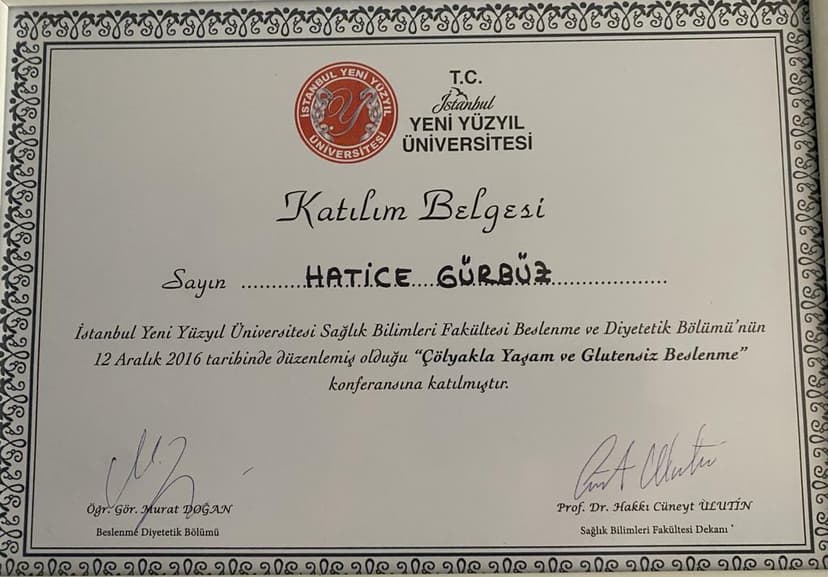 İSTANBUL YENİ YÜZYIL
ÜNİVERSİTESİ
T.C.
İstanbul
YENİ YÜZYIL
ÜNİVERSİTESİ
Katılım Belgesi
Sayın ..........HATİCE....GÜRBÜZ....................
İstanbul Yeni Yüzyıl Üniversitesi Sağlık Bilimleri Fakültesi Beslenme ve Diyetetik Bölümü'nün
12 Aralık 2016 tarihinde düzenlemiş olduğu "Çölyakla Yaşam ve Glutensiz Beslenme"
konferansına katılmıştır.
Öğr. Gör. Murat DOĞAN
Beslenme Diyetetik Bölümü
Prof. Dr. Hakkı Cüneyt ULUTİN
Sağlık Bilimleri Fakültesi Dekanı